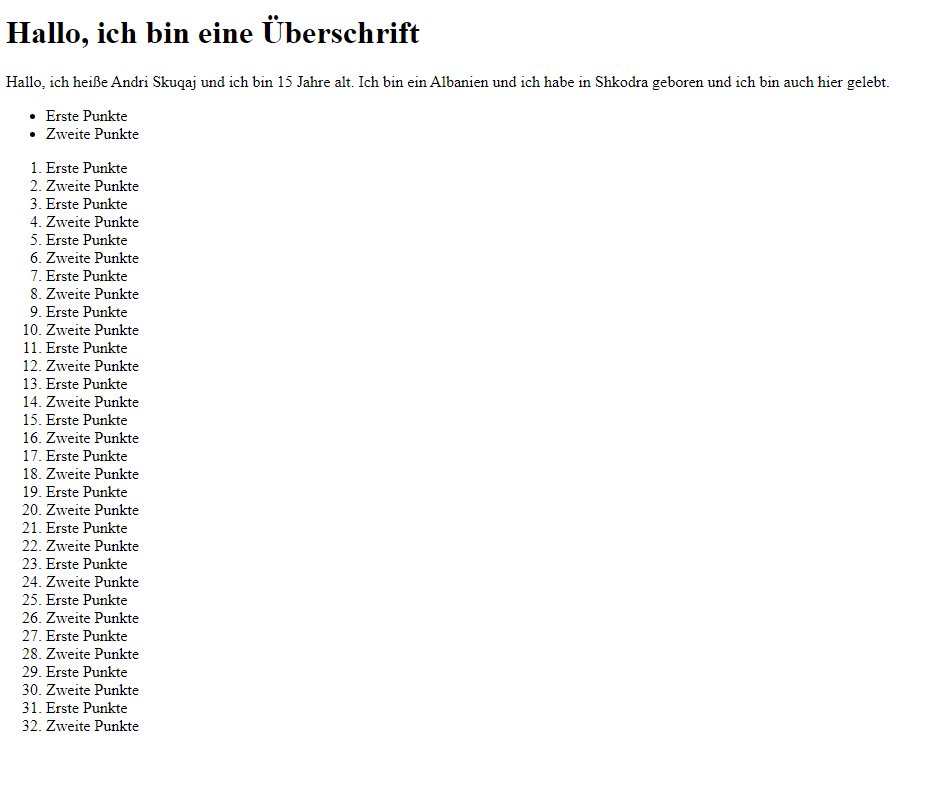 Hallo, ich bin eine Überschrift
Hallo, ich heiße Andri Skuqaj und ich bin 15 Jahre alt. Ich bin ein Albanien und ich habe in Shkodra geboren und ich bin auch hier gelebt.
• Erste Punkte
• Zweite Punkte
1. Erste Punkte
2. Zweite Punkte
3. Erste Punkte
4. Zweite Punkte
5. Erste Punkte
6. Zweite Punkte
7. Erste Punkte
8. Zweite Punkte
9. Erste Punkte
10. Zweite Punkte
11. Erste Punkte
12. Zweite Punkte
13. Erste Punkte
14. Zweite Punkte
15. Erste Punkte
16. Zweite Punkte
17. Erste Punkte
18. Zweite Punkte
19. Erste Punkte
20. Zweite Punkte
21. Erste Punkte
22. Zweite Punkte
23. Erste Punkte
24. Zweite Punkte
25. Erste Punkte
26. Zweite Punkte
27. Erste Punkte
28. Zweite Punkte
29. Erste Punkte
30. Zweite Punkte
31. Erste Punkte
32. Zweite Punkte